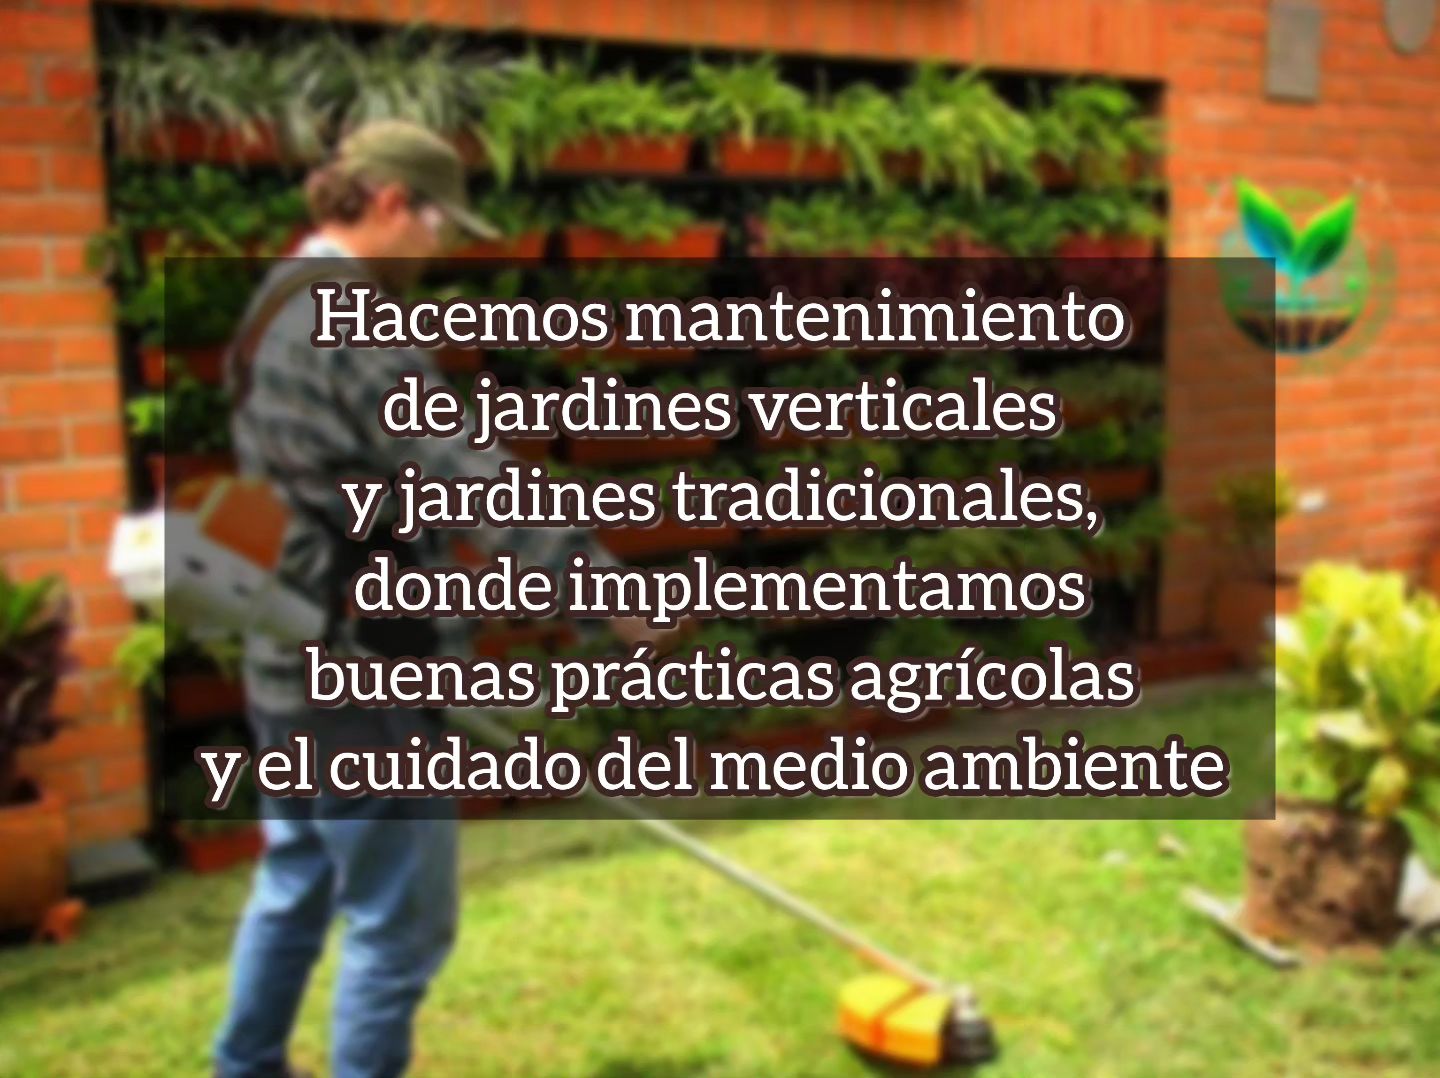 Hacemos mantenimiento
de jardines verticales
y jardines tradicionales,
donde implementamos
buenas prácticas agrícolas
y el cuidado del medio ambiente